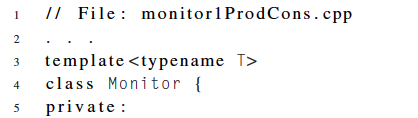 1 // File: monitor1ProdCons.cpp
2 . . .
3 template<typename T>
4 class Monitor {
5 private: